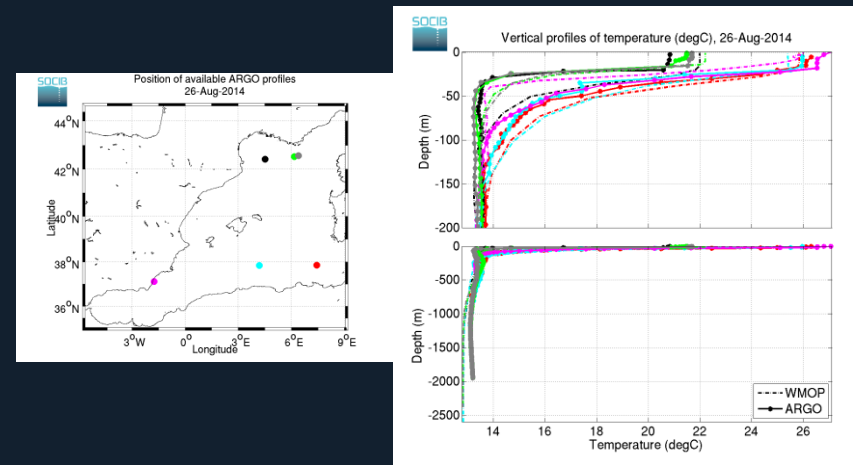 SOCIB
Position of available ARGO profiles
26-Aug-2014
44°N
42°N
40°N
38°N
36°N
Latitude
3°W
0°
3°E
6°E
9°E
Longitude
SOCIB
Vertical profiles of temperature (degC), 26-Aug-2014
0
-50
-100
-150
-200
Depth (m)
0
-500
-1000
-1500
-2000
-2500
Depth (m)
WMOP
ARGO
14
16
18
20
22
24
26
Temperature (degC)